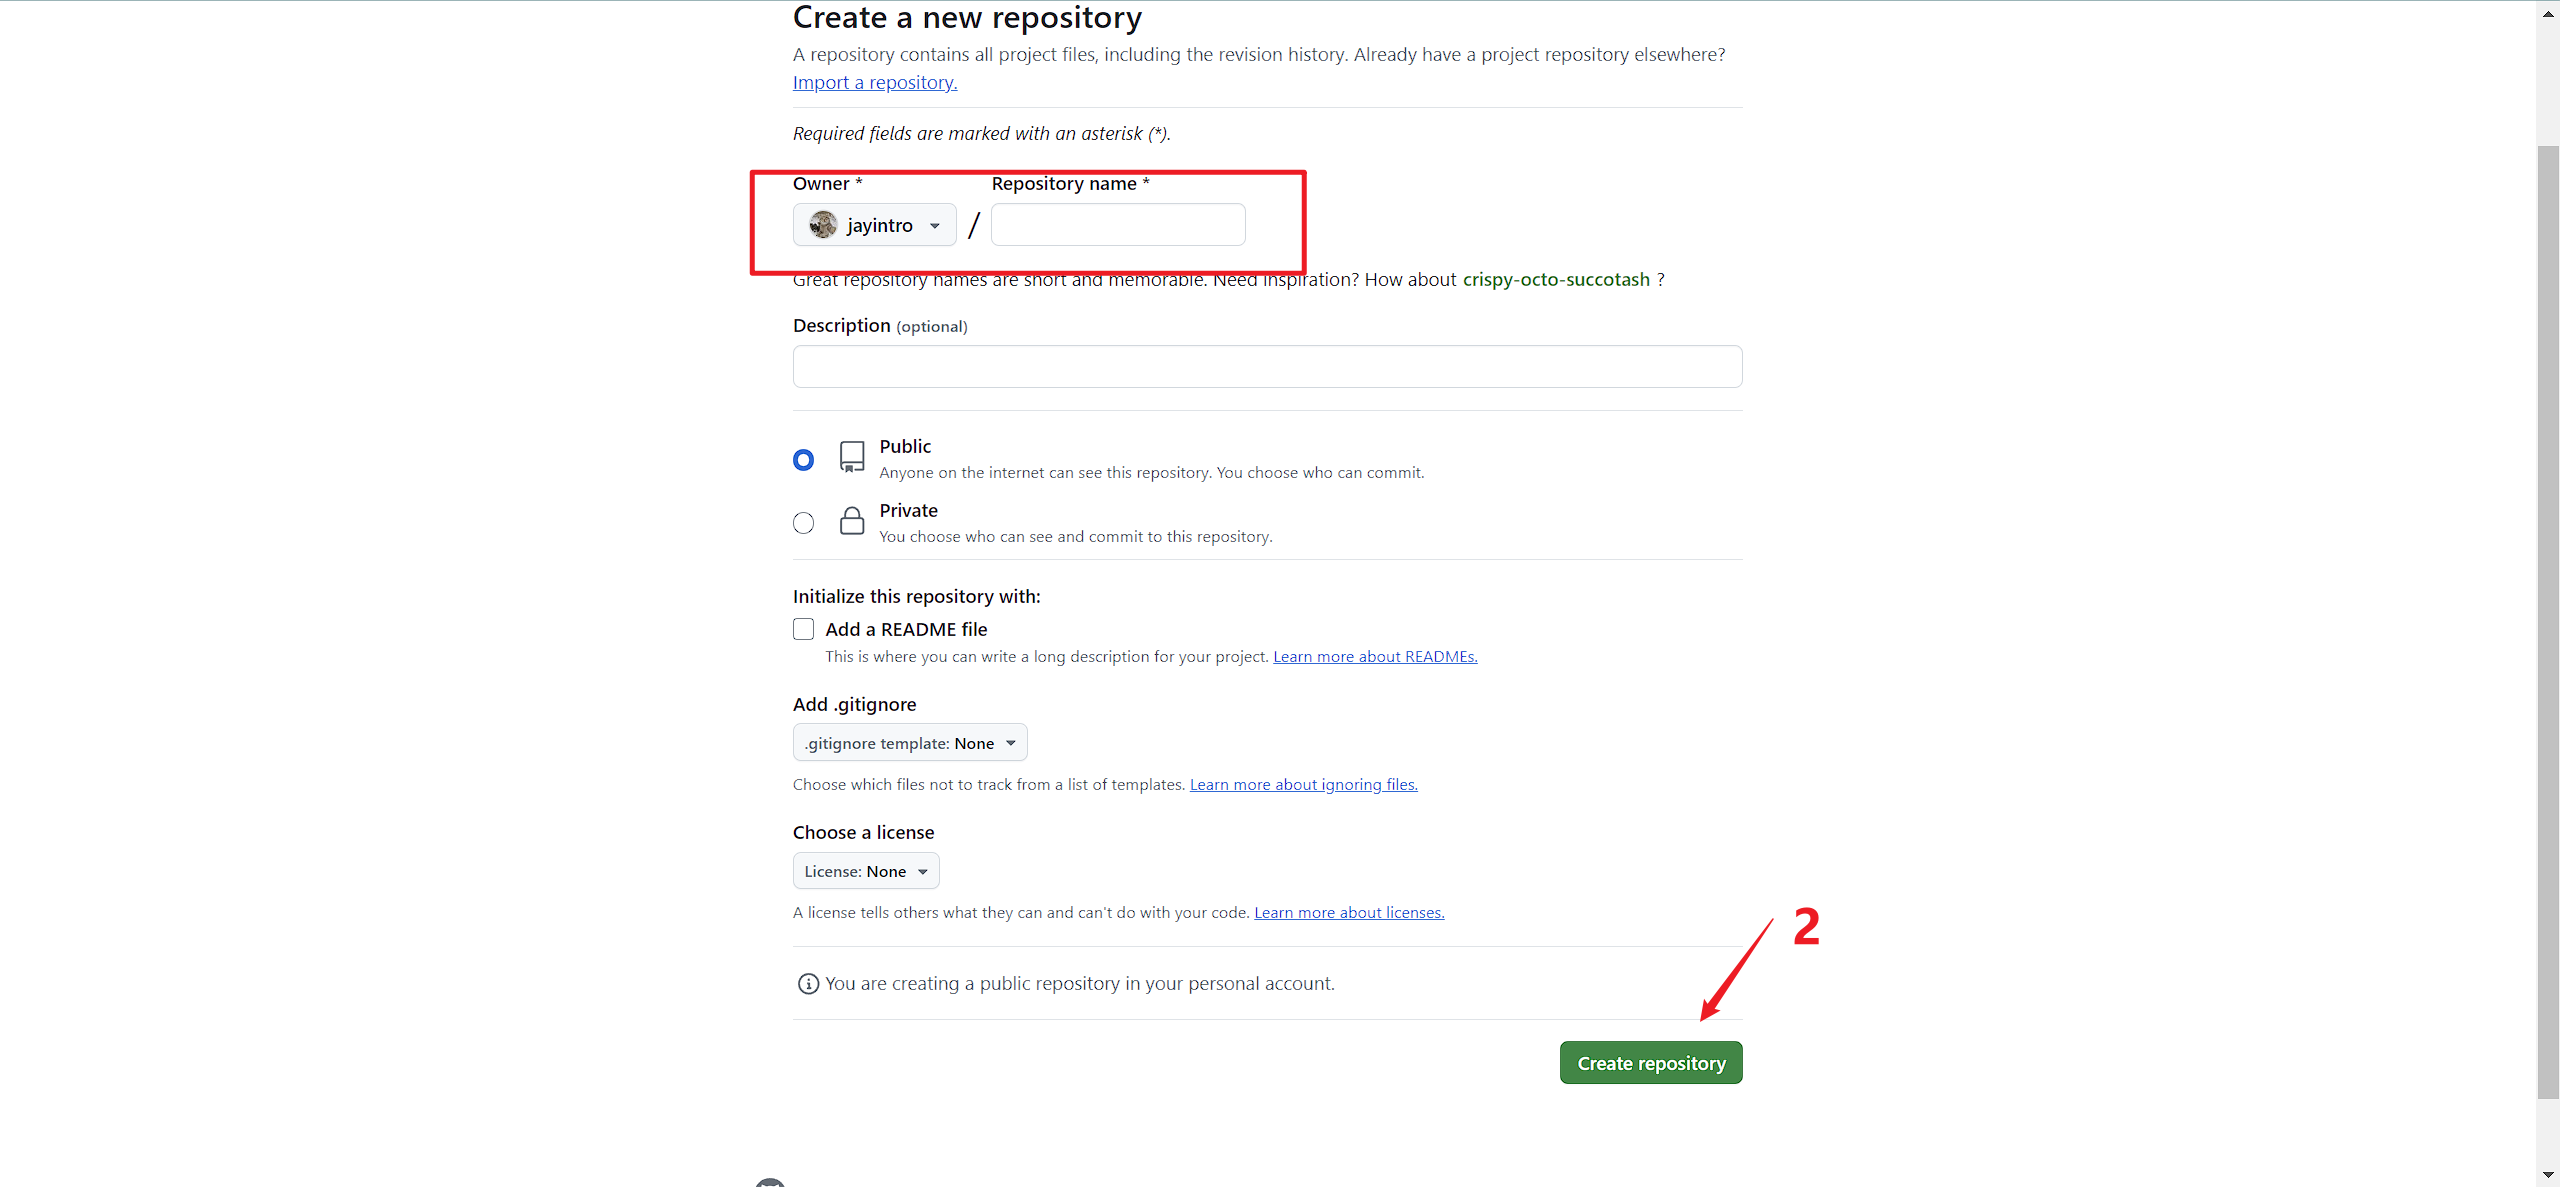 Create a new repository
A repository contains all project files, including the revision history. Already have a project repository elsewhere?
Import a repository.
Required fields are marked with an asterisk (*).
Owner * Repository name *
jayintro /
Great repository names are short and memorable. Need inspiration? How about crispy-octo-succotash ?
Description (optional)
Public
Anyone on the internet can see this repository. You choose who can commit.
Private
You choose who can see and commit to this repository.
Initialize this repository with:
Add a README file
This is where you can write a long description for your project. Learn more about READMEs.
Add .gitignore
.gitignore template: None
Choose which files not to track from a list of templates. Learn more about ignoring files.
Choose a license
License: None
A license tells others what they can and can't do with your code. Learn more about licenses.
2
You are creating a public repository in your personal account.
Create repository